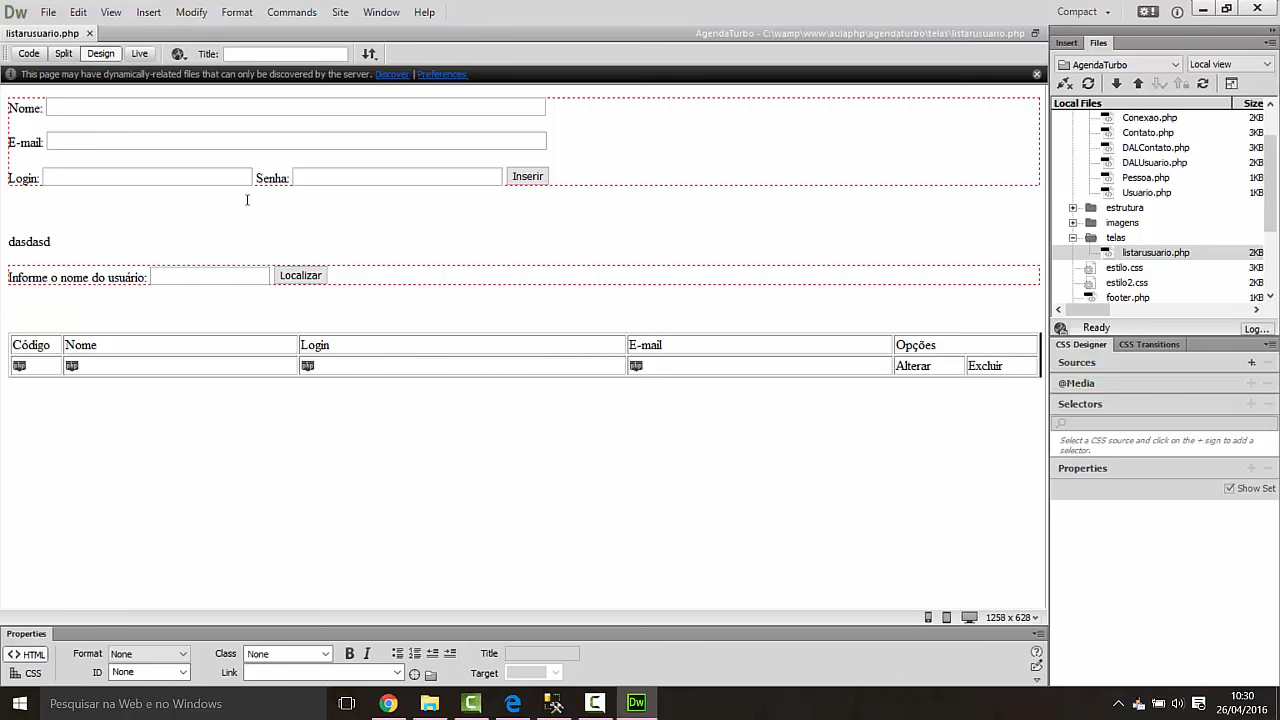 Dw File Edit View Insert Modify Format Commands Site Window Help Compact
listarusuario.php × AgendaTurbo - C:\wamp\www\aulaphp\agendaturbo\telas\listarusuario.php
Insert Files
Code Split Design Live Title:
AgendaTurbo Local view
This page may have dynamically-related files that can only be discovered by the server. Discover Preferences
Local Files Size
Nome:
Conexao.php 2KB
Contato.php 2KB
E-mail:
DALContato.php 2KB
DALUsuario.php 2KB
Login: Senha: Inserir
Pessoa.php 1KB
Usuario.php 1KB
estrutura
imagens
dasdasd
telas
listarusuario.php 2KB
Informe o nome do usuário: Localizar
estilo.css 2KB
estilo2.css 2KB
footer.php 1KB
Ready Log...
Código Nome Login E-mail Opções
CSS Designer CSS Transitions
php php php php Alterar Excluir
Sources
@Media
Selectors
Select a CSS source and click on the + sign to add a
selector.
Properties
Show Set
1258 x 628
Properties
<> HTML Format None Class None B I Title
CSS ID None Link Target
Pesquisar na Web e no Windows Dw
10:30
26/04/2016